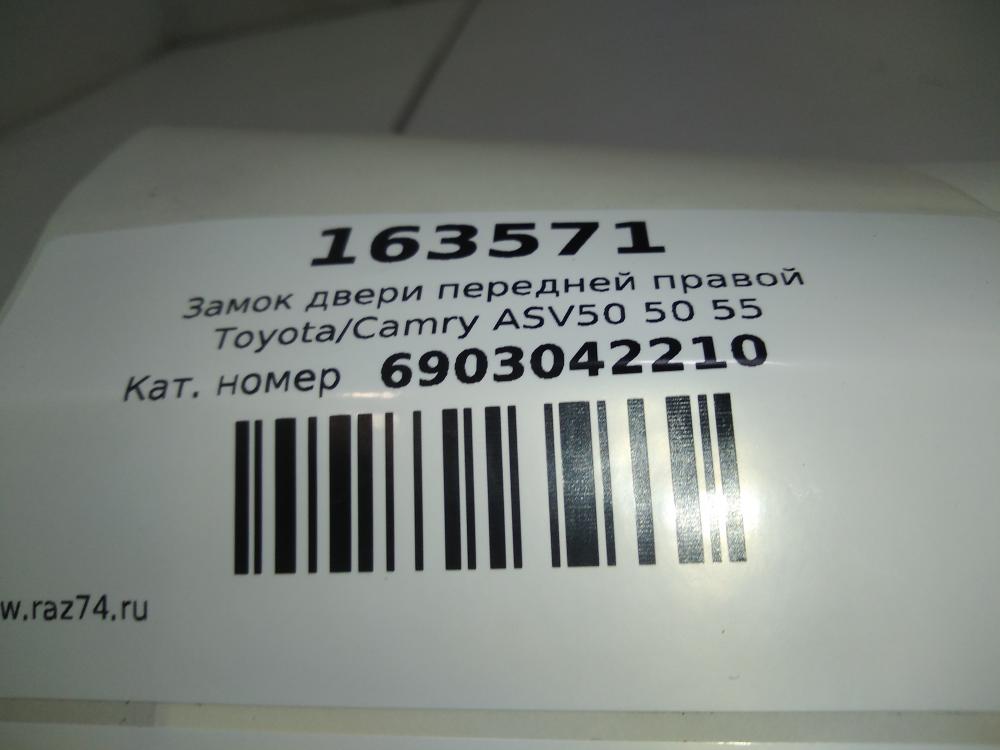 163571
Замок двери передней правой
Toyota/Camry ASV50 50 55
Кат. номер 6903042210
w.raz74.ru